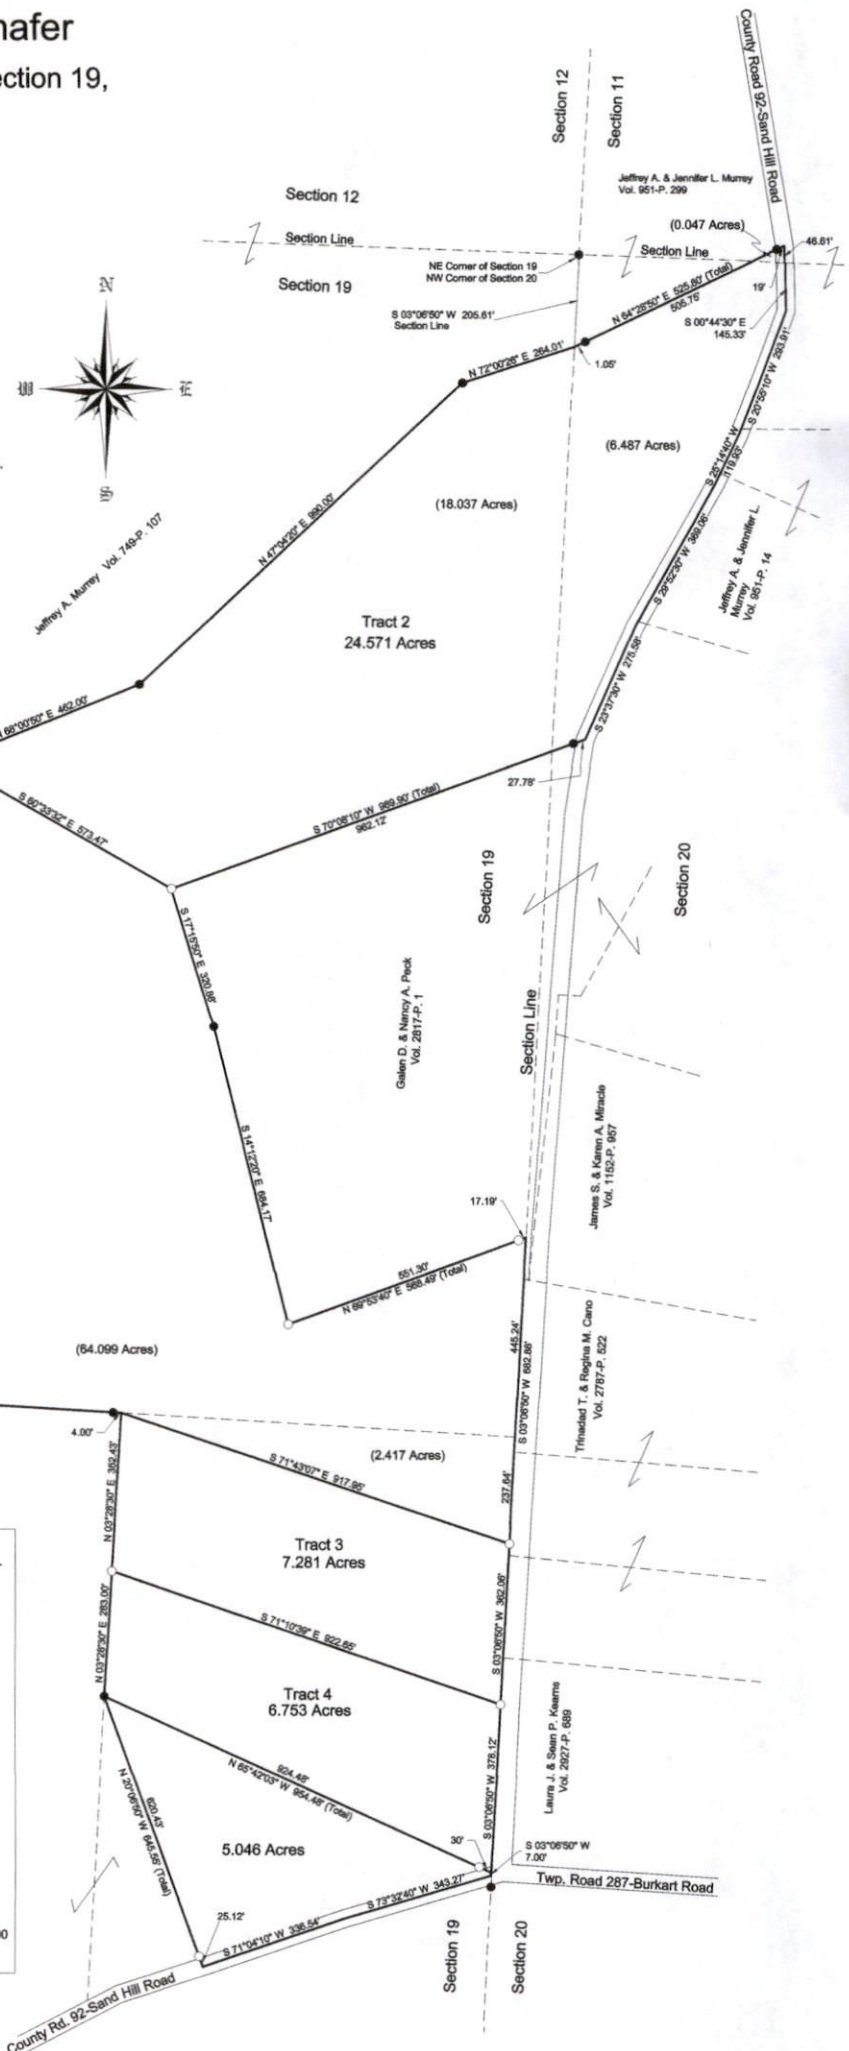 hafer
ection 19,
County Road 92-Sand Hill Road
Section 12
Section 11
Section 12
Jeffrey A. & Jennifer L. Murrey
Vol. 951-P. 299
(0.047 Acres)
46.61'
Section Line
Section Line
NE Corner of Section 19
NW Corner of Section 20
Section 19
N
W
E
S
S 03°06'50" W 205.61'
Section Line
N 64°28'50" E 525.80' (Total)
506.75'
19'
S 00°44'30" E
145.33'
N 72°00'26" E 264.01'
1.05'
S 20°55'10" W 293.91'
(6.487 Acres)
S 25°14'40" W
119.93'
(18.037 Acres)
N 47°04'20" E 990.00'
Jeffrey A. Murrey Vol. 749-P. 107
S 29°52'30" W 369.06'
Jeffrey A. & Jennifer L.
Murrey
Vol. 951-P. 14
Tract 2
24.571 Acres
S 23°37'30" W 275.58'
N 68°00'50" E 462.00'
27.78'
S 60°33'32" E 573.47'
S 70°06'10" W 989.90' (Total)
962.12'
Section 19
Section 20
S 17°15'50" E 320.88'
Galen D. & Nancy A. Peck
Vol. 2817-P. 1
Section Line
S 14°12'20" E 684.17'
James S. & Karen A. Miracle
Vol. 1152-P. 957
17.19'
551.30'
N 69°53'40" E 568.49' (Total)
(64.099 Acres)
445.24'
S 03°06'50" W 682.88'
Trinadad T. & Regina M. Cano
Vol. 2787-P. 522
4.00'
S 71°43'07" E 917.95'
(2.417 Acres)
N 03°28'30" E 362.43'
237.64'
Tract 3
7.281 Acres
S 03°06'50" W 362.06'
N 03°28'30" E 283.00'
S 71°10'39" E 922.65'
Tract 4
6.753 Acres
Laura J. & Sean P. Kearns
Vol. 2927-P. 689
924.48'
N 65°42'03" W 954.48' (Total)
S 03°06'50" W 378.12'
620.43'
N 20°06'50" W 645.55' (Total)
5.046 Acres
30'
S 03°06'50" W
7.00'
Twp. Road 287-Burkart Road
25.12'
S 71°04'10" W 336.54'
S 73°32'40" W 343.27'
Section 19
Section 20
County Rd. 92-Sand Hill Road